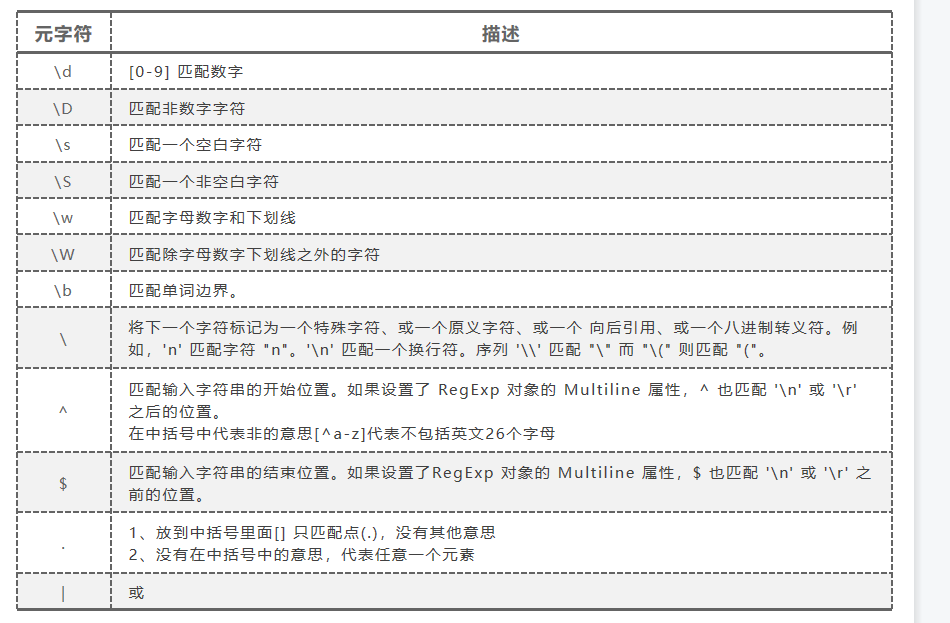 元字符 描述
\d [0-9] 匹配数字
\D 匹配非数字字符
\s 匹配一个空白字符
\S 匹配一个非空白字符
\w 匹配字母数字和下划线
\W 匹配除字母数字下划线之外的字符
\b 匹配单词边界。
\ 将下一个字符标记为一个特殊字符、或一个原义字符、或一个 向后引用、或一个八进制转义符。例
如，'n' 匹配字符 "n"。'\n' 匹配一个换行符。序列 '\\' 匹配 "\" 而 "\(" 则匹配 "("。
^ 匹配输入字符串的开始位置。如果设置了 RegExp 对象的 Multiline 属性，^ 也匹配 '\n' 或 '\r'
之后的位置。
在中括号中代表非的意思[^a-z]代表不包括英文26个字母
$ 匹配输入字符串的结束位置。如果设置了RegExp 对象的 Multiline 属性，$ 也匹配 '\n' 或 '\r' 之
前的位置。
. 1、放到中括号里面[] 只匹配点(.)，没有其他意思
2、没有在中括号中的意思，代表任意一个元素
| 或